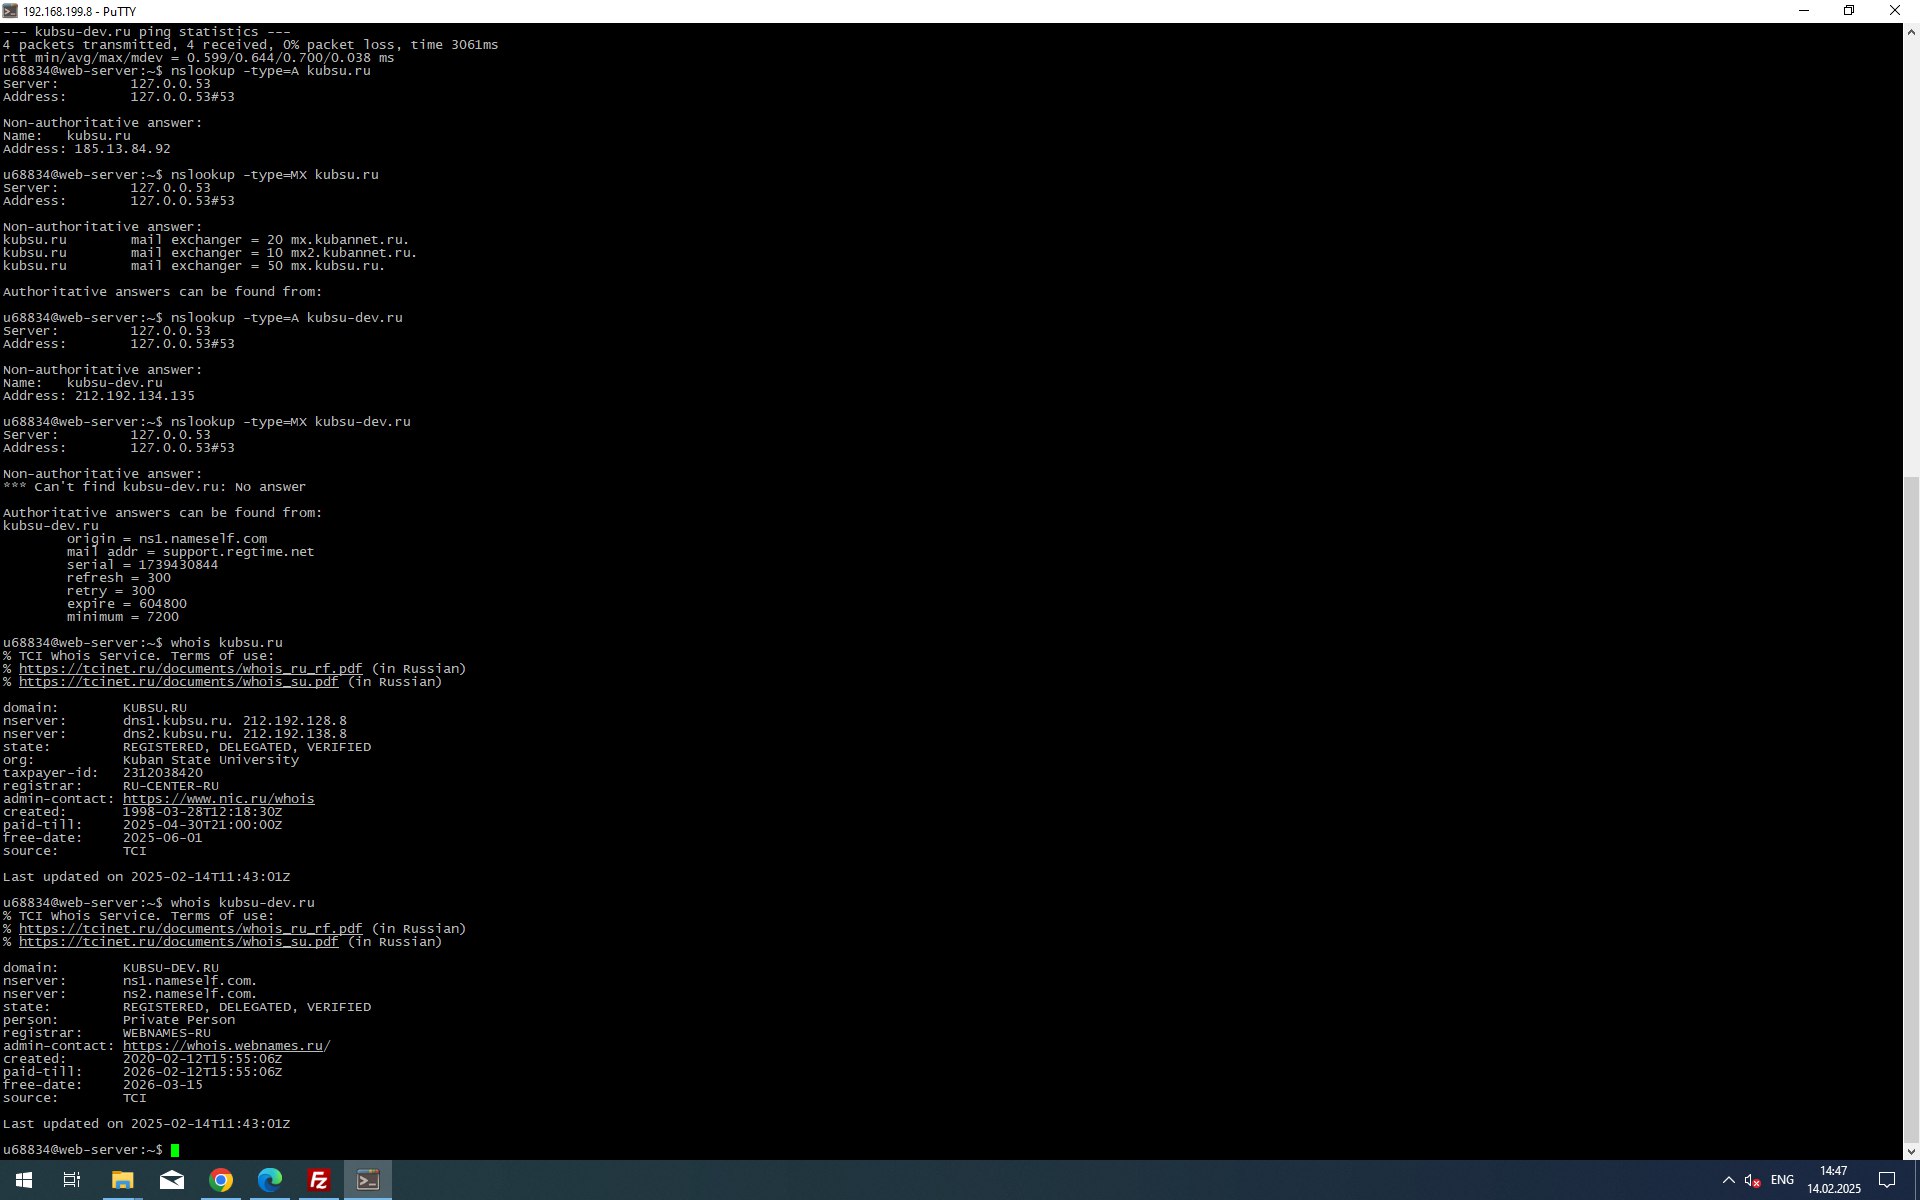 192.168.199.8 - PuTTY
--- kubsu-dev.ru ping statistics ---
4 packets transmitted, 4 received, 0% packet loss, time 3061ms
rtt min/avg/max/mdev = 0.599/0.644/0.700/0.038 ms
u68834@web-server:~$ nslookup -type=A kubsu.ru
Server:         127.0.0.53
Address:        127.0.0.53#53

Non-authoritative answer:
Name:   kubsu.ru
Address: 185.13.84.92

u68834@web-server:~$ nslookup -type=MX kubsu.ru
Server:         127.0.0.53
Address:        127.0.0.53#53

Non-authoritative answer:
kubsu.ru        mail exchanger = 20 mx.kubannet.ru.
kubsu.ru        mail exchanger = 10 mx2.kubannet.ru.
kubsu.ru        mail exchanger = 50 mx.kubsu.ru.

Authoritative answers can be found from:

u68834@web-server:~$ nslookup -type=A kubsu-dev.ru
Server:         127.0.0.53
Address:        127.0.0.53#53

Non-authoritative answer:
Name:   kubsu-dev.ru
Address: 212.192.134.135

u68834@web-server:~$ nslookup -type=MX kubsu-dev.ru
Server:         127.0.0.53
Address:        127.0.0.53#53

Non-authoritative answer:
*** Can't find kubsu-dev.ru: No answer

Authoritative answers can be found from:
kubsu-dev.ru
        origin = ns1.nameself.com
        mail addr = support.regtime.net
        serial = 1739430844
        refresh = 300
        retry = 300
        expire = 604800
        minimum = 7200

u68834@web-server:~$ whois kubsu.ru
% TCI Whois Service. Terms of use:
% https://tcinet.ru/documents/whois_ru_rf.pdf (in Russian)
% https://tcinet.ru/documents/whois_su.pdf (in Russian)

domain:        KUBSU.RU
nserver:       dns1.kubsu.ru. 212.192.128.8
nserver:       dns2.kubsu.ru. 212.192.138.8
state:         REGISTERED, DELEGATED, VERIFIED
org:           Kuban State University
taxpayer-id:   2312038420
registrar:     RU-CENTER-RU
admin-contact: https://www.nic.ru/whois
created:       1998-03-28T12:18:30Z
paid-till:     2025-04-30T21:00:00Z
free-date:     2025-06-01
source:        TCI

Last updated on 2025-02-14T11:43:01Z

u68834@web-server:~$ whois kubsu-dev.ru
% TCI Whois Service. Terms of use:
% https://tcinet.ru/documents/whois_ru_rf.pdf (in Russian)
% https://tcinet.ru/documents/whois_su.pdf (in Russian)

domain:        KUBSU-DEV.RU
nserver:       ns1.nameself.com.
nserver:       ns2.nameself.com.
state:         REGISTERED, DELEGATED, VERIFIED
person:        Private Person
registrar:     WEBNAMES-RU
admin-contact: https://whois.webnames.ru/
created:       2020-02-12T15:55:06Z
paid-till:     2026-02-12T15:55:06Z
free-date:     2026-03-15
source:        TCI

Last updated on 2025-02-14T11:43:01Z

u68834@web-server:~$
Fz
ENG
14:47
14.02.2025